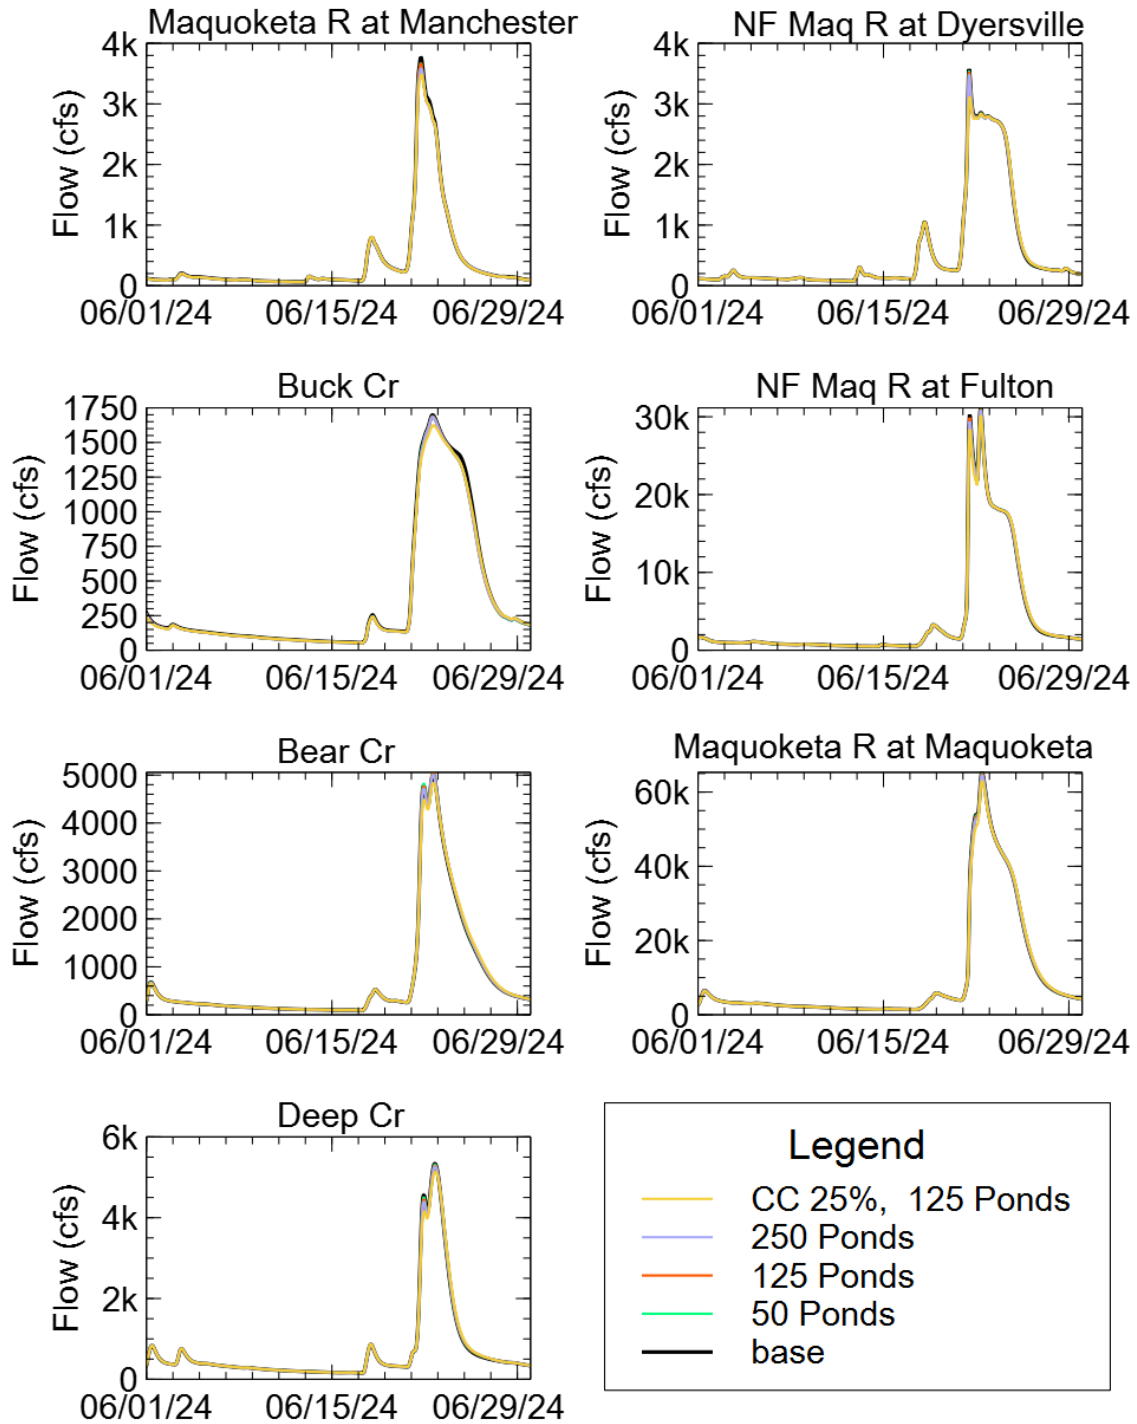 Maquoketa R at Manchester
4k
3k
2k
1k
0
Flow (cfs)
06/01/24 06/15/24 06/29/24
NF Maq R at Dyersville
4k
3k
2k
1k
0
Flow (cfs)
06/01/24 06/15/24 06/29/24
Buck Cr
1750
1500
1250
1000
750
500
250
0
Flow (cfs)
06/01/24 06/15/24 06/29/24
NF Maq R at Fulton
30k
20k
10k
0
Flow (cfs)
06/01/24 06/15/24 06/29/24
Bear Cr
5000
4000
3000
2000
1000
0
Flow (cfs)
06/01/24 06/15/24 06/29/24
Maquoketa R at Maquoketa
60k
40k
20k
0
Flow (cfs)
06/01/24 06/15/24 06/29/24
Deep Cr
6k
4k
2k
0
Flow (cfs)
06/01/24 06/15/24 06/29/24
Legend
CC 25%, 125 Ponds
250 Ponds
125 Ponds
50 Ponds
base